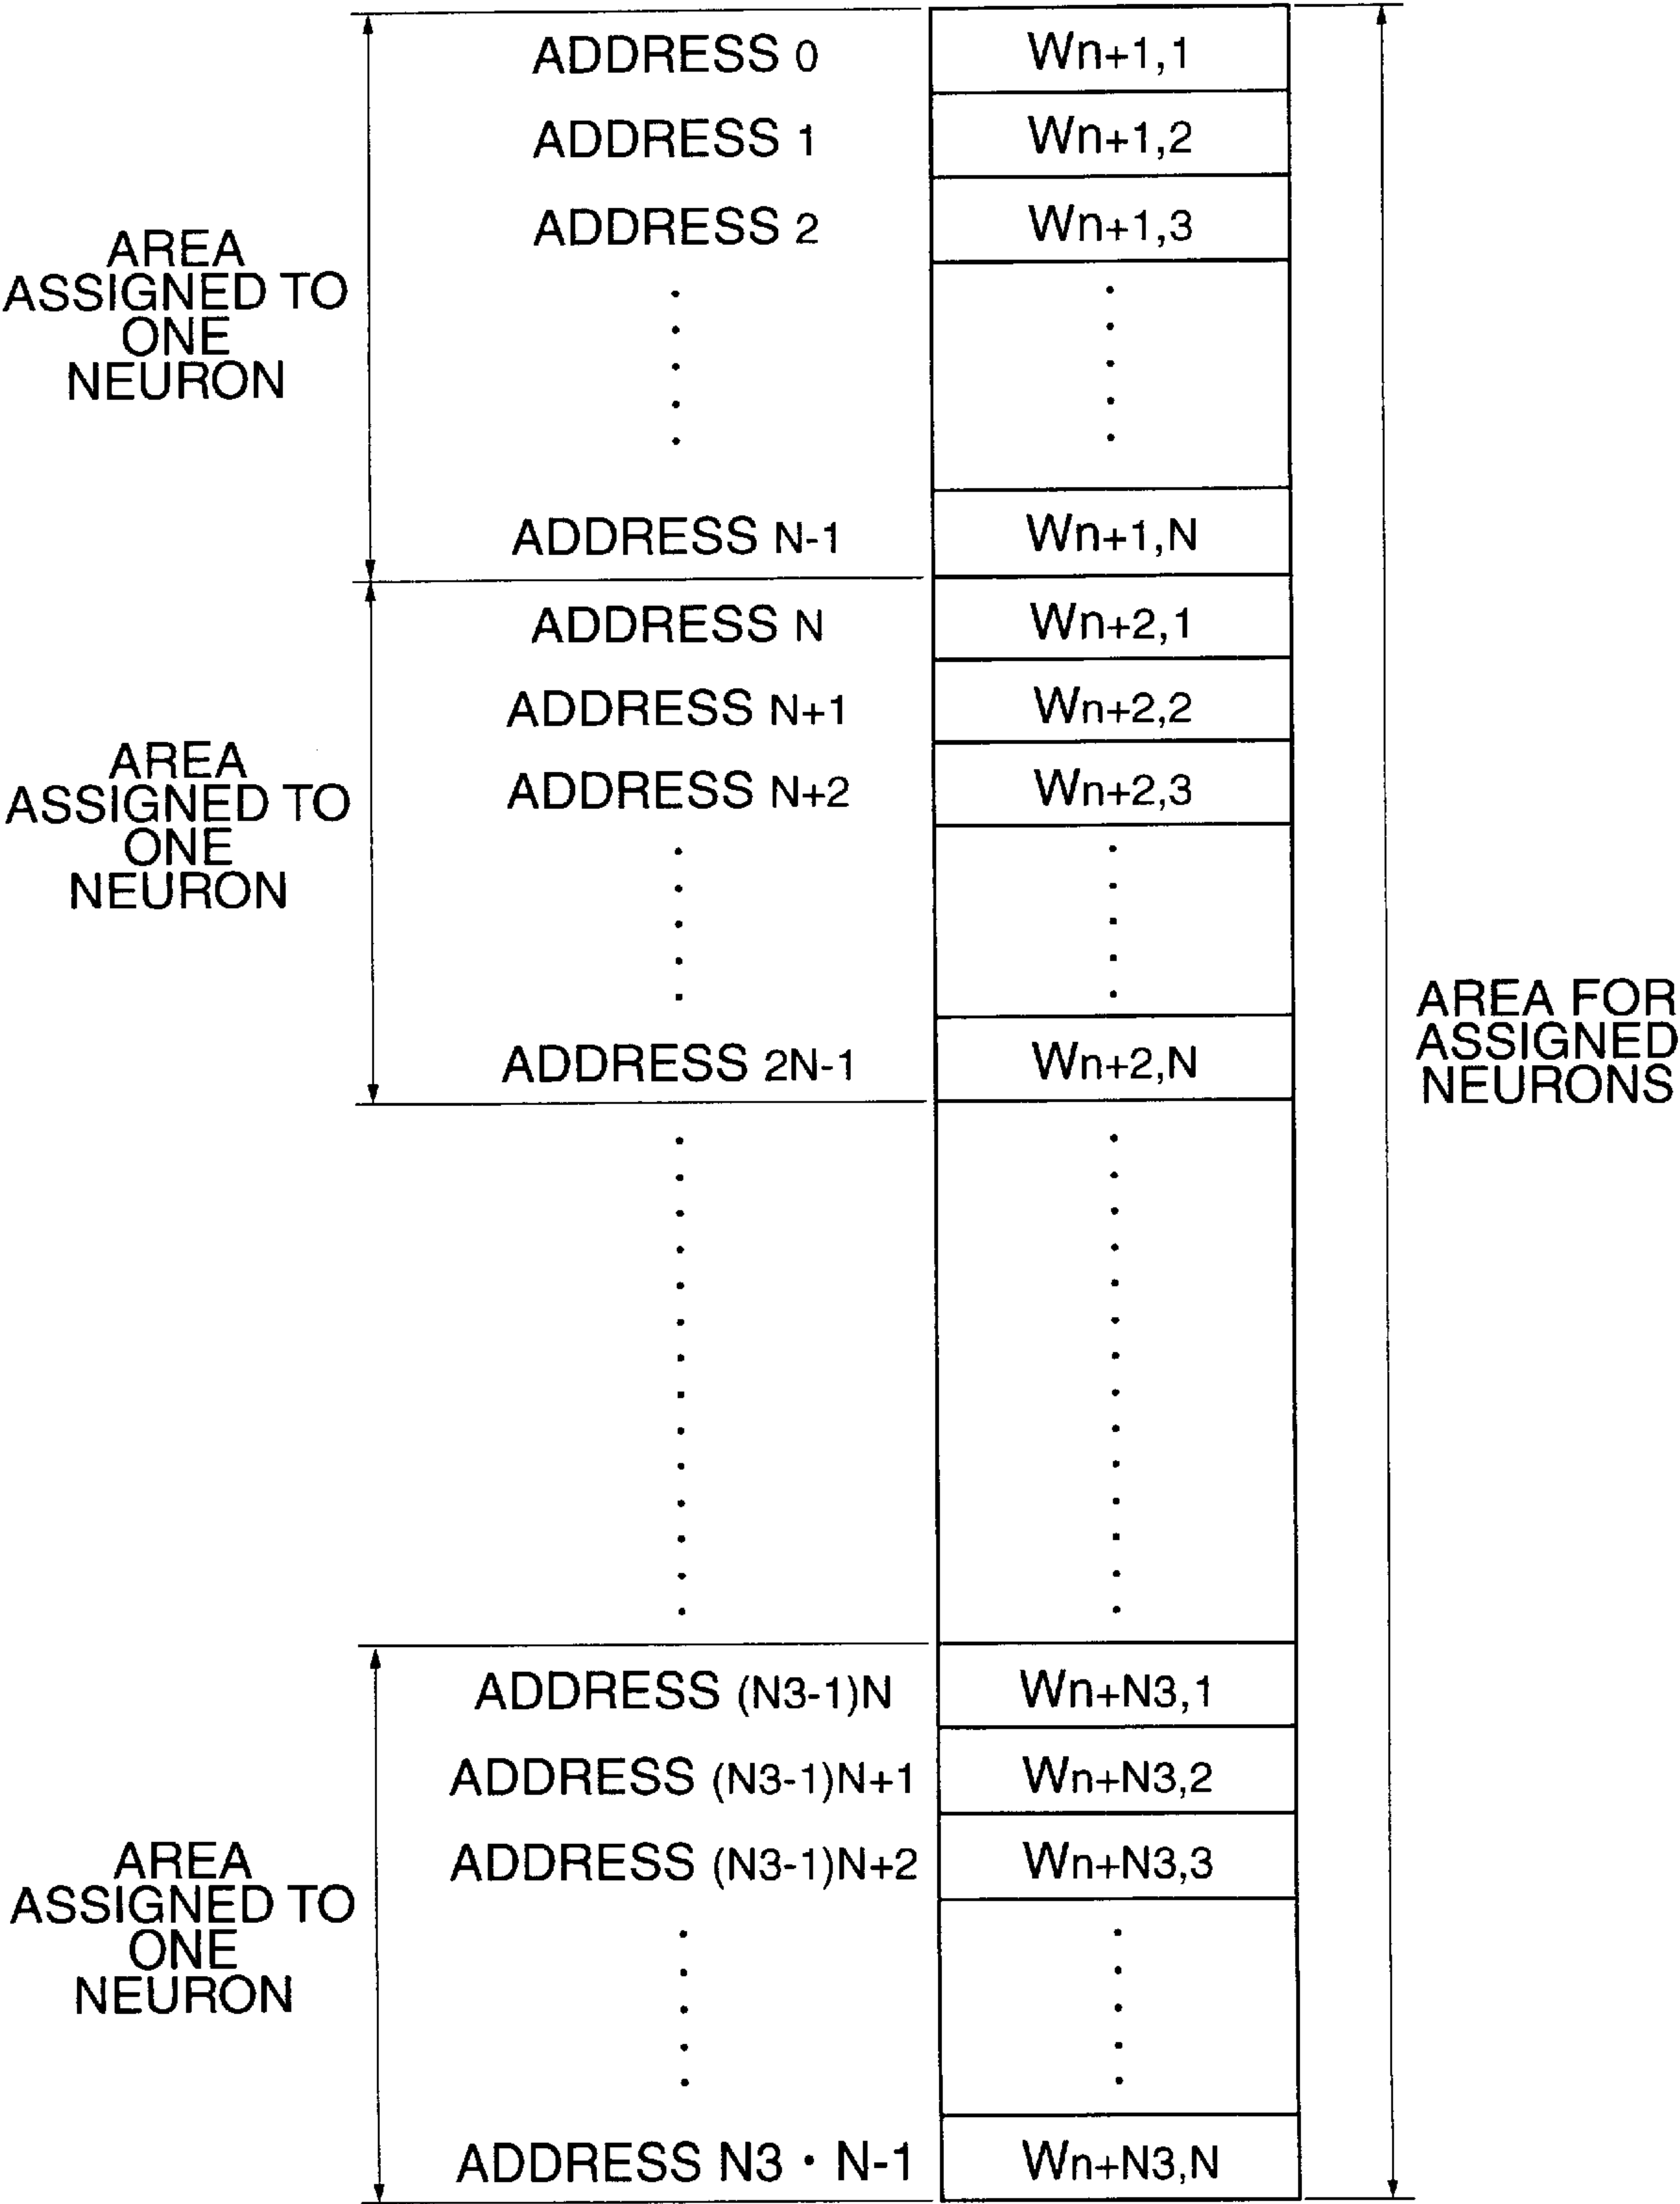 ADDRESS 0 Wn+1,1
ADDRESS 1 Wn+1,2
ADDRESS 2 Wn+1,3
AREA
ASSIGNED TO
ONE
NEURON
ADDRESS N-1 Wn+1,N
ADDRESS N Wn+2,1
ADDRESS N+1 Wn+2,2
ADDRESS N+2 Wn+2,3
AREA
ASSIGNED TO
ONE
NEURON
ADDRESS 2N-1 Wn+2,N
AREA FOR
ASSIGNED
NEURONS
ADDRESS (N3-1)N Wn+N3,1
ADDRESS (N3-1)N+1 Wn+N3,2
ADDRESS (N3-1)N+2 Wn+N3,3
AREA
ASSIGNED TO
ONE
NEURON
ADDRESS N3 · N-1 Wn+N3,N